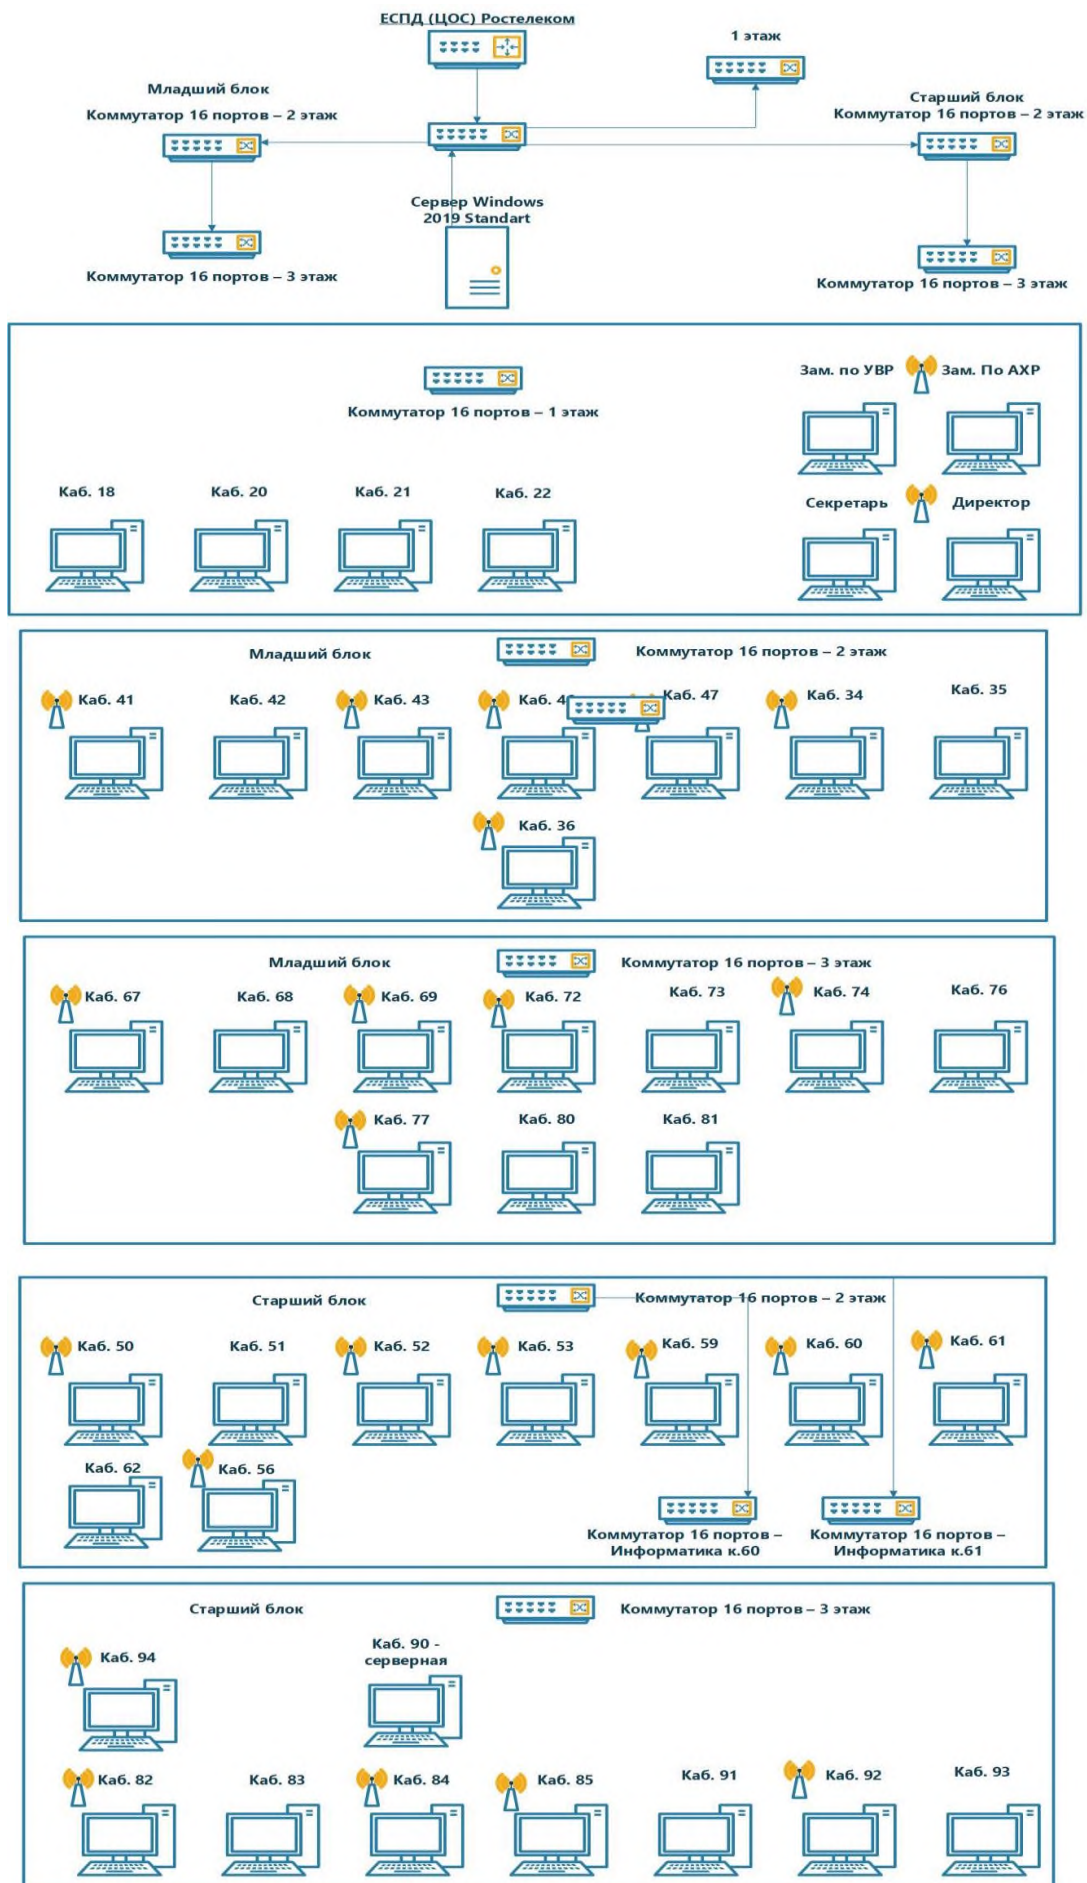 ЕСПД (ЦОС) Ростелеком
1 этаж
Младший блок
Коммутатор 16 портов – 2 этаж
Старший блок
Коммутатор 16 портов – 2 этаж
Сервер Windows
2019 Standart
Коммутатор 16 портов – 3 этаж
Коммутатор 16 портов – 3 этаж
Зам. по УВР
Зам. По АХР
Коммутатор 16 портов – 1 этаж
Каб. 18
Каб. 20
Каб. 21
Каб. 22
Секретарь
Директор
Младший блок
Коммутатор 16 портов – 2 этаж
Каб. 41
Каб. 42
Каб. 43
Каб.
Каб. 47
Каб. 34
Каб. 35
Каб. 36
Младший блок
Коммутатор 16 портов – 3 этаж
Каб. 67
Каб. 68
Каб. 69
Каб. 72
Каб. 73
Каб. 74
Каб. 76
Каб. 77
Каб. 80
Каб. 81
Старший блок
Коммутатор 16 портов – 2 этаж
Каб. 50
Каб. 51
Каб. 52
Каб. 53
Каб. 59
Каб. 60
Каб. 61
Каб. 62
Каб. 56
Коммутатор 16 портов –
Информатика к.60
Коммутатор 16 портов –
Информатика к.61
Старший блок
Коммутатор 16 портов – 3 этаж
Каб. 94
Каб. 90 -
серверная
Каб. 82
Каб. 83
Каб. 84
Каб. 85
Каб. 91
Каб. 92
Каб. 93